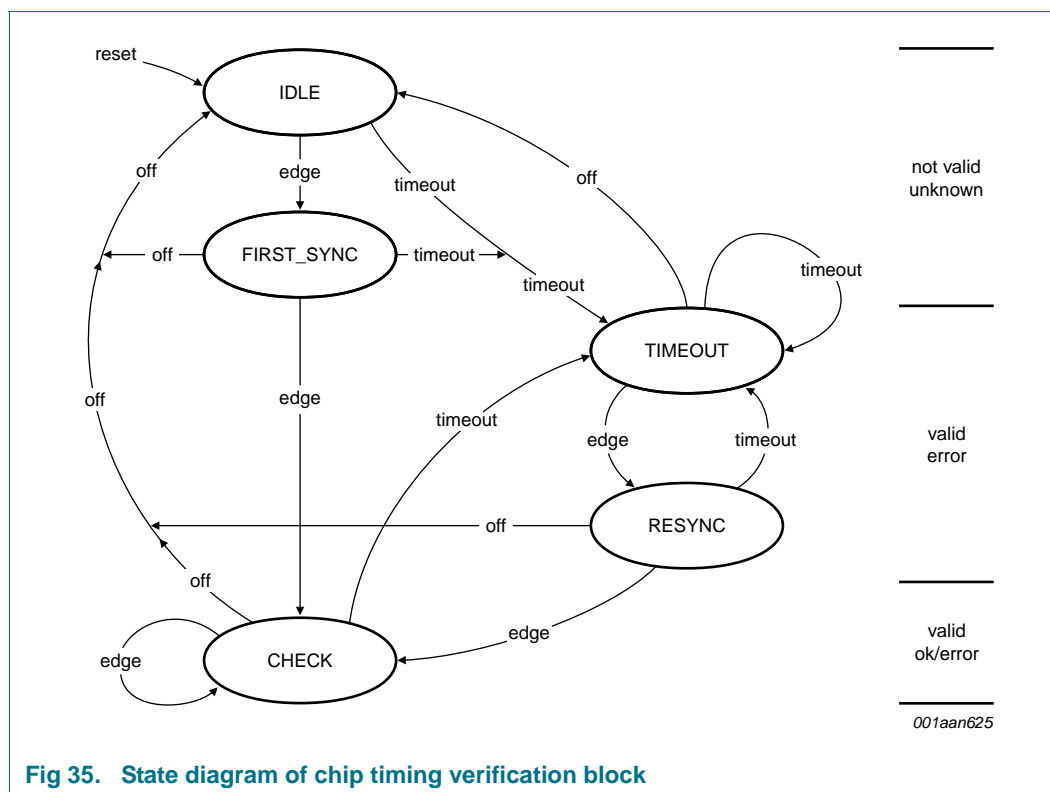 reset
IDLE
off
edge
timeout
off
not valid
unknown
off
FIRST_SYNC
timeout
timeout
timeout
TIMEOUT
off
edge
timeout
edge
timeout
valid
error
off
RESYNC
off
edge
CHECK
edge
valid
ok/error
001aan625
Fig 35. State diagram of chip timing verification block